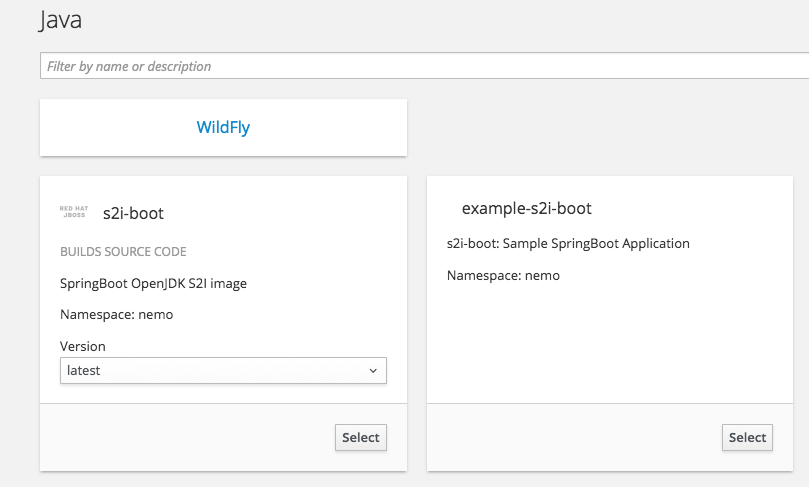 Java
Filter by name or description
WildFly
RED HAT
JBOSS
s2i-boot
BUILDS SOURCE CODE
SpringBoot OpenJDK S2I image
Namespace: nemo
Version
latest
Select
example-s2i-boot
s2i-boot: Sample SpringBoot Application
Namespace: nemo
Select